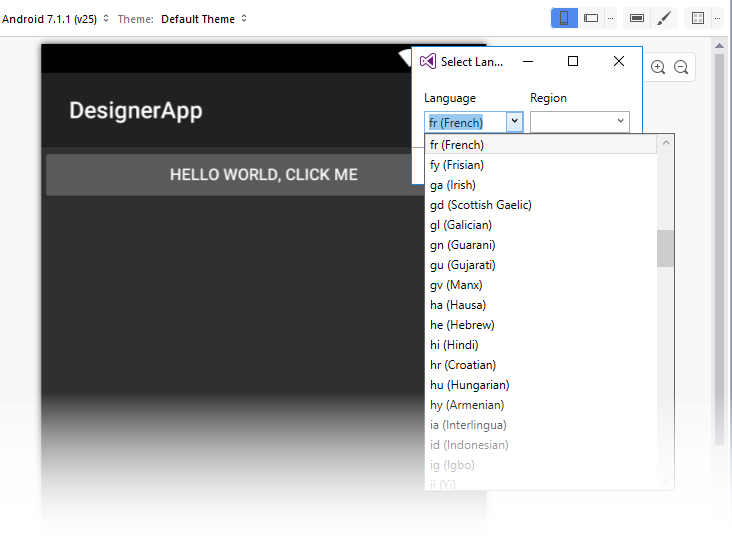 Android 7.1.1 (v25) Theme: Default Theme
Select Lan...
DesignerApp
Language Region
fr (French)
HELLO WORLD, CLICK ME
fr (French)
fy (Frisian)
ga (Irish)
gd (Scottish Gaelic)
gl (Galician)
gn (Guarani)
gu (Gujarati)
gv (Manx)
ha (Hausa)
he (Hebrew)
hi (Hindi)
hr (Croatian)
hu (Hungarian)
hy (Armenian)
ia (Interlingua)
id (Indonesian)
ig (Igbo)
ii (Yi)